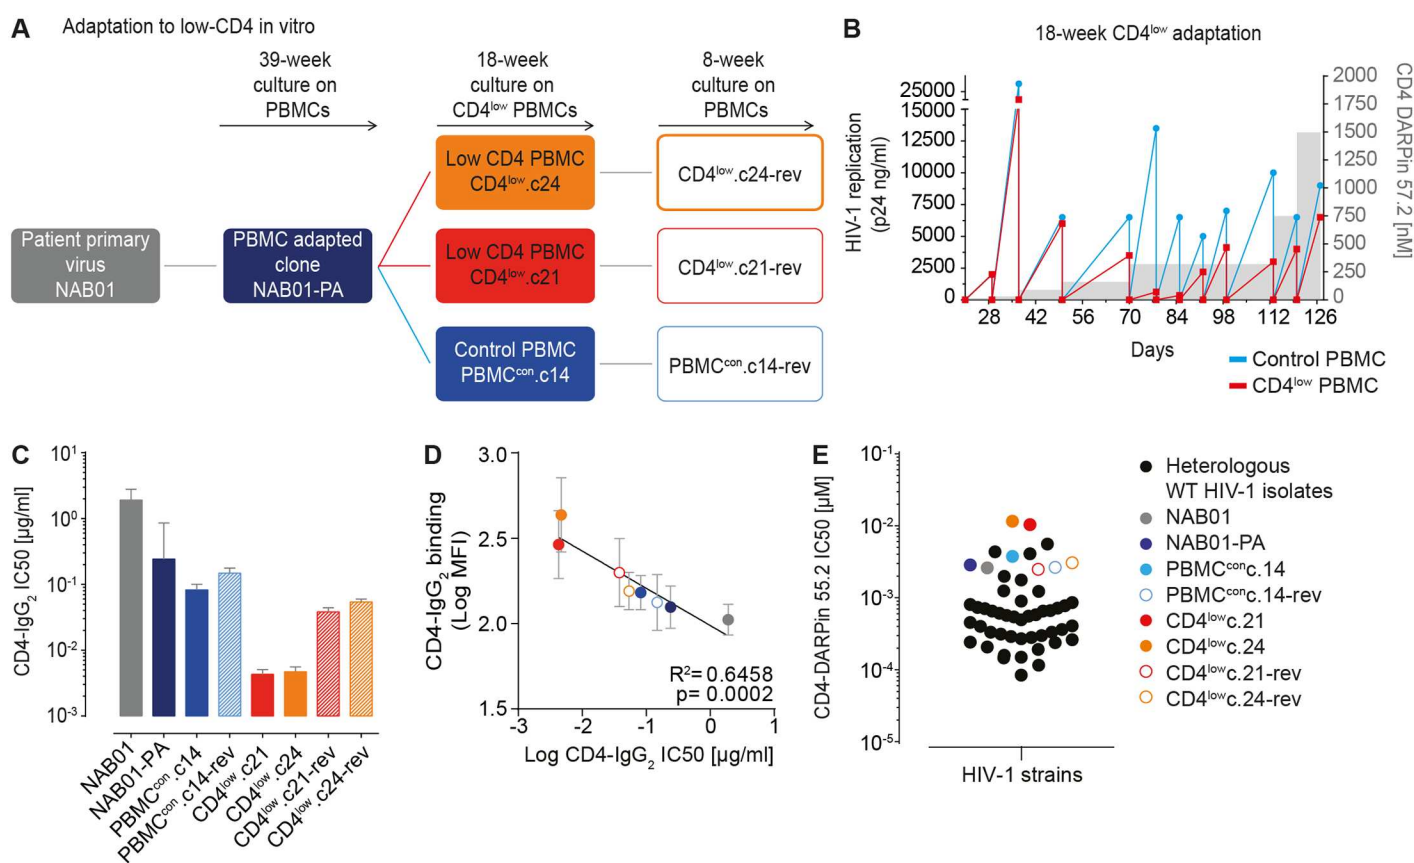 A Adaptation to low-CD4 in vitro
39-week
culture on
PBMCs
18-week
culture on
CD4low PBMCs
8-week
culture on
PBMCs
Patient primary
virus
NAB01
PBMC adapted
clone
NAB01-PA
Low CD4 PBMC
CD4low.c24
CD4low.c24-rev
Low CD4 PBMC
CD4low.c21
CD4low.c21-rev
Control PBMC
PBMCcon.c14
PBMCcon.c14-rev
B 18-week CD4low adaptation
HIV-1 replication
(p24 ng/ml)
25000
15000
12500
10000
7500
5000
2500
0
2000
1750
1500
1250
1000
750
500
250
0
CD4 DARPin 57.2 [nM]
28 42 56 70 84 98 112 126
Days
Control PBMC
CD4low PBMC
C
CD4-IgG2 IC50 [µg/ml]
10¹
10⁰
10⁻¹
10⁻²
10⁻³
NAB01
NAB01-PA
PBMCcon.c14
PBMCcon.c14-rev
CD4low.c21
CD4low.c24
CD4low.c21-rev
CD4low.c24-rev
D
CD4-IgG2 binding
(Log MFI)
3.0
2.5
2.0
1.5
R²= 0.6458
p= 0.0002
-3 -2 -1 0 1
Log CD4-IgG2 IC50 [µg/ml]
E
CD4-DARPin 55.2 IC50 [µM]
10⁻¹
10⁻²
10⁻³
10⁻⁴
10⁻⁵
HIV-1 strains
Heterologous
WT HIV-1 isolates
NAB01
NAB01-PA
PBMCconc.14
PBMCconc.14-rev
CD4lowc.21
CD4lowc.24
CD4lowc.21-rev
CD4lowc.24-rev